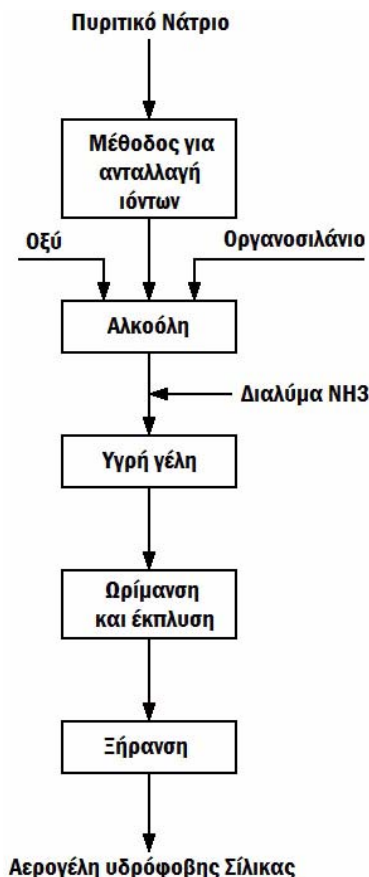 Πυριτικό Νάτριο
Μέθοδος για
ανταλλαγή
ιόντων
Οξύ
Οργανοσιλάνιο
Αλκοόλη
Διαλύμα NH3
Υγρή γέλη
Ωρίμανση
και έκπλυση
Ξήρανση
Αερογέλη υδρόφοβης Σίλικας